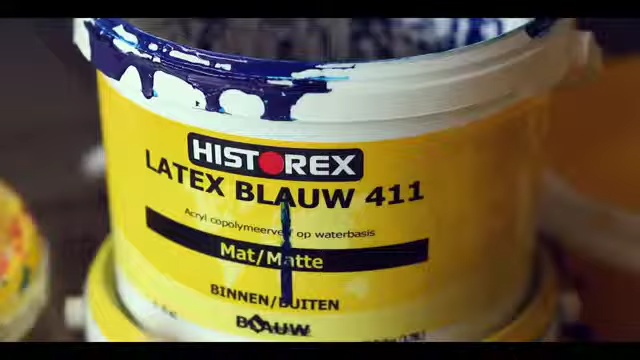 HISTOREX
LATEX BLAUW 411
Acryl copolymeerverf op waterbasis
Mat/Matte
BINNEN/BUITEN
BLAUW